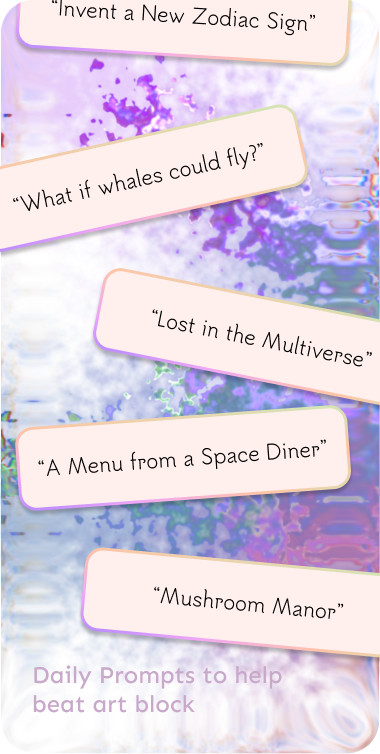 “Invent a New Zodiac Sign”
“What if whales could fly?”
“Lost in the Multiverse”
“A Menu from a Space Diner”
“Mushroom Manor”
Daily Prompts to help
beat art block